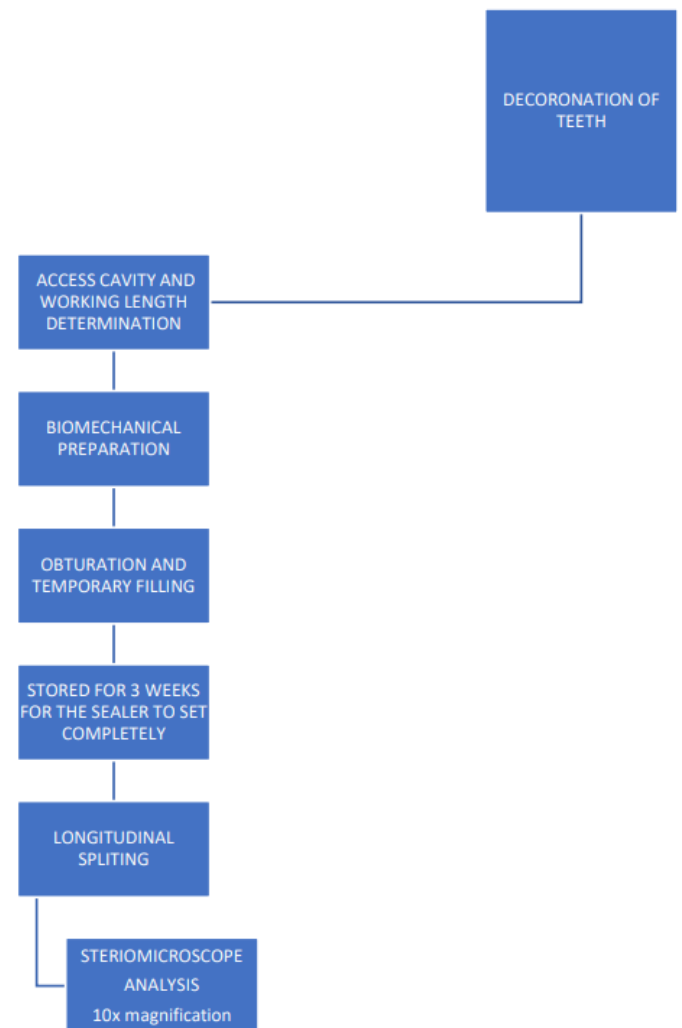 DECORONATION OF
TEETH
ACCESS CAVITY AND
WORKING LENGTH
DETERMINATION
BIOMECHANICAL
PREPARATION
OBTURATION AND
TEMPORARY FILLING
STORED FOR 3 WEEKS
FOR THE SEALER TO SET
COMPLETELY
LONGITUDINAL
SPLITING
STERIOMICROSCOPE
ANALYSIS
10x magnification